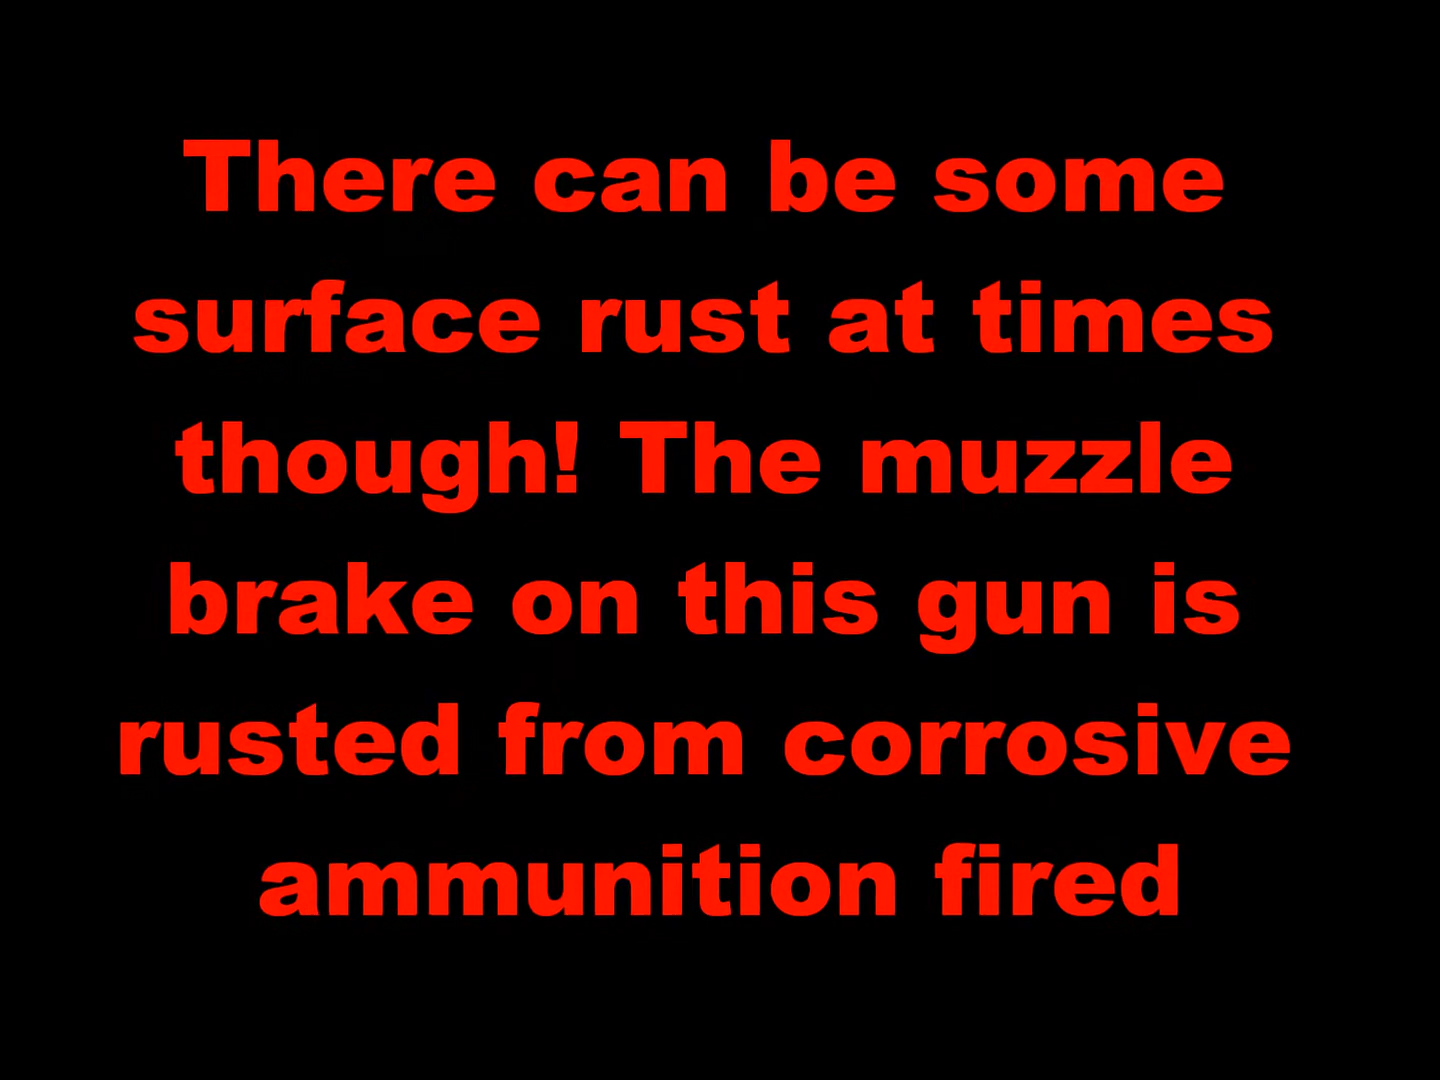 There can be some
surface rust at times
though! The muzzle
brake on this gun is
rusted from corrosive
ammunition fired